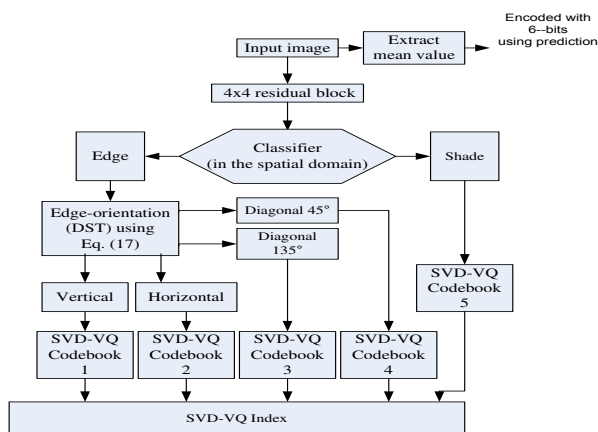 Encoded with
6--bits
using prediction
Input image
Extract
mean value
4x4 residual block
Classifier
(in the spatial domain)
Edge
Shade
Edge-orientation
(DST) using
Eq. (17)
Diagonal 45°
Diagonal
135°
SVD-VQ
Codebook
5
Vertical
Horizontal
SVD-VQ
Codebook
1
SVD-VQ
Codebook
2
SVD-VQ
Codebook
3
SVD-VQ
Codebook
4
SVD-VQ Index